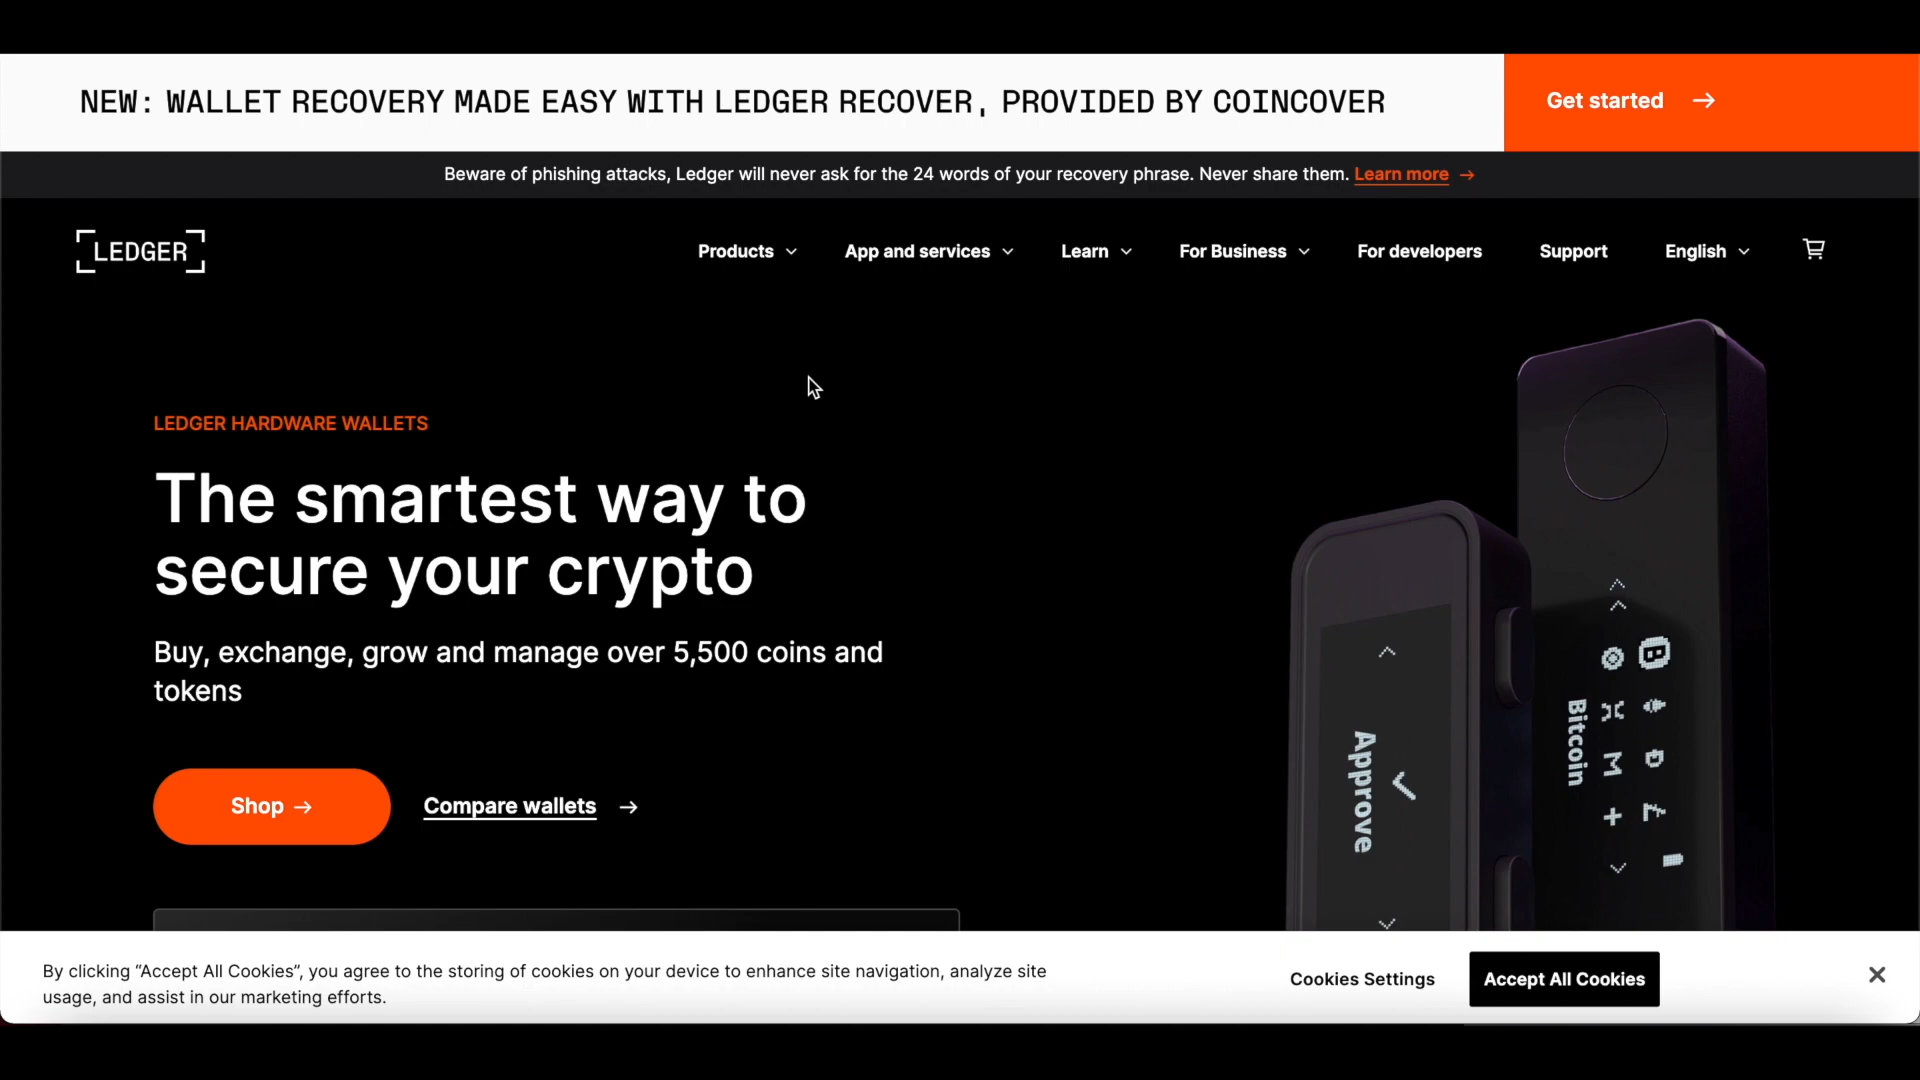 NEW: WALLET RECOVERY MADE EASY WITH LEDGER RECOVER, PROVIDED BY COINCOVER
Get started →
Beware of phishing attacks, Ledger will never ask for the 24 words of your recovery phrase. Never share them. Learn more →
LEDGER
Products
App and services
Learn
For Business
For developers
Support
English
LEDGER HARDWARE WALLETS
The smartest way to
secure your crypto
Buy, exchange, grow and manage over 5,500 coins and
tokens
Shop →
Compare wallets →
Approve
Bitcoin
By clicking “Accept All Cookies”, you agree to the storing of cookies on your device to enhance site navigation, analyze site
usage, and assist in our marketing efforts.
Cookies Settings
Accept All Cookies